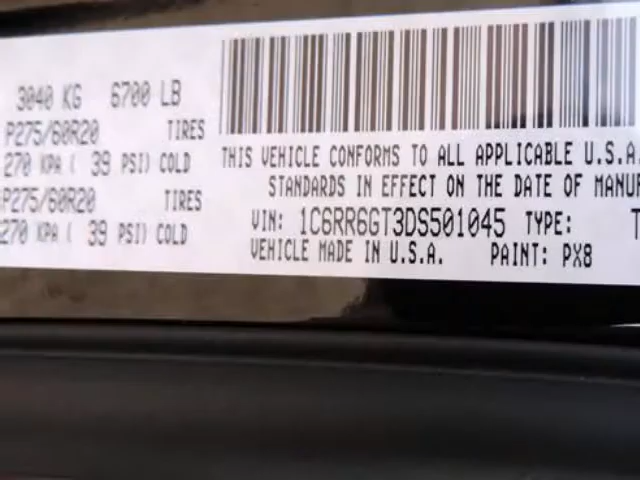 3040 KG 6700 LB
P275/60R20 TIRES
270 KPA ( 39 PSI) COLD
P275/60R20 TIRES
270 KPA ( 39 PSI) COLD
THIS VEHICLE CONFORMS TO ALL APPLICABLE U.S.A.
STANDARDS IN EFFECT ON THE DATE OF MANUF
VIN: 1C6RR6GT3DS501045 TYPE: T
VEHICLE MADE IN U.S.A. PAINT: PX8